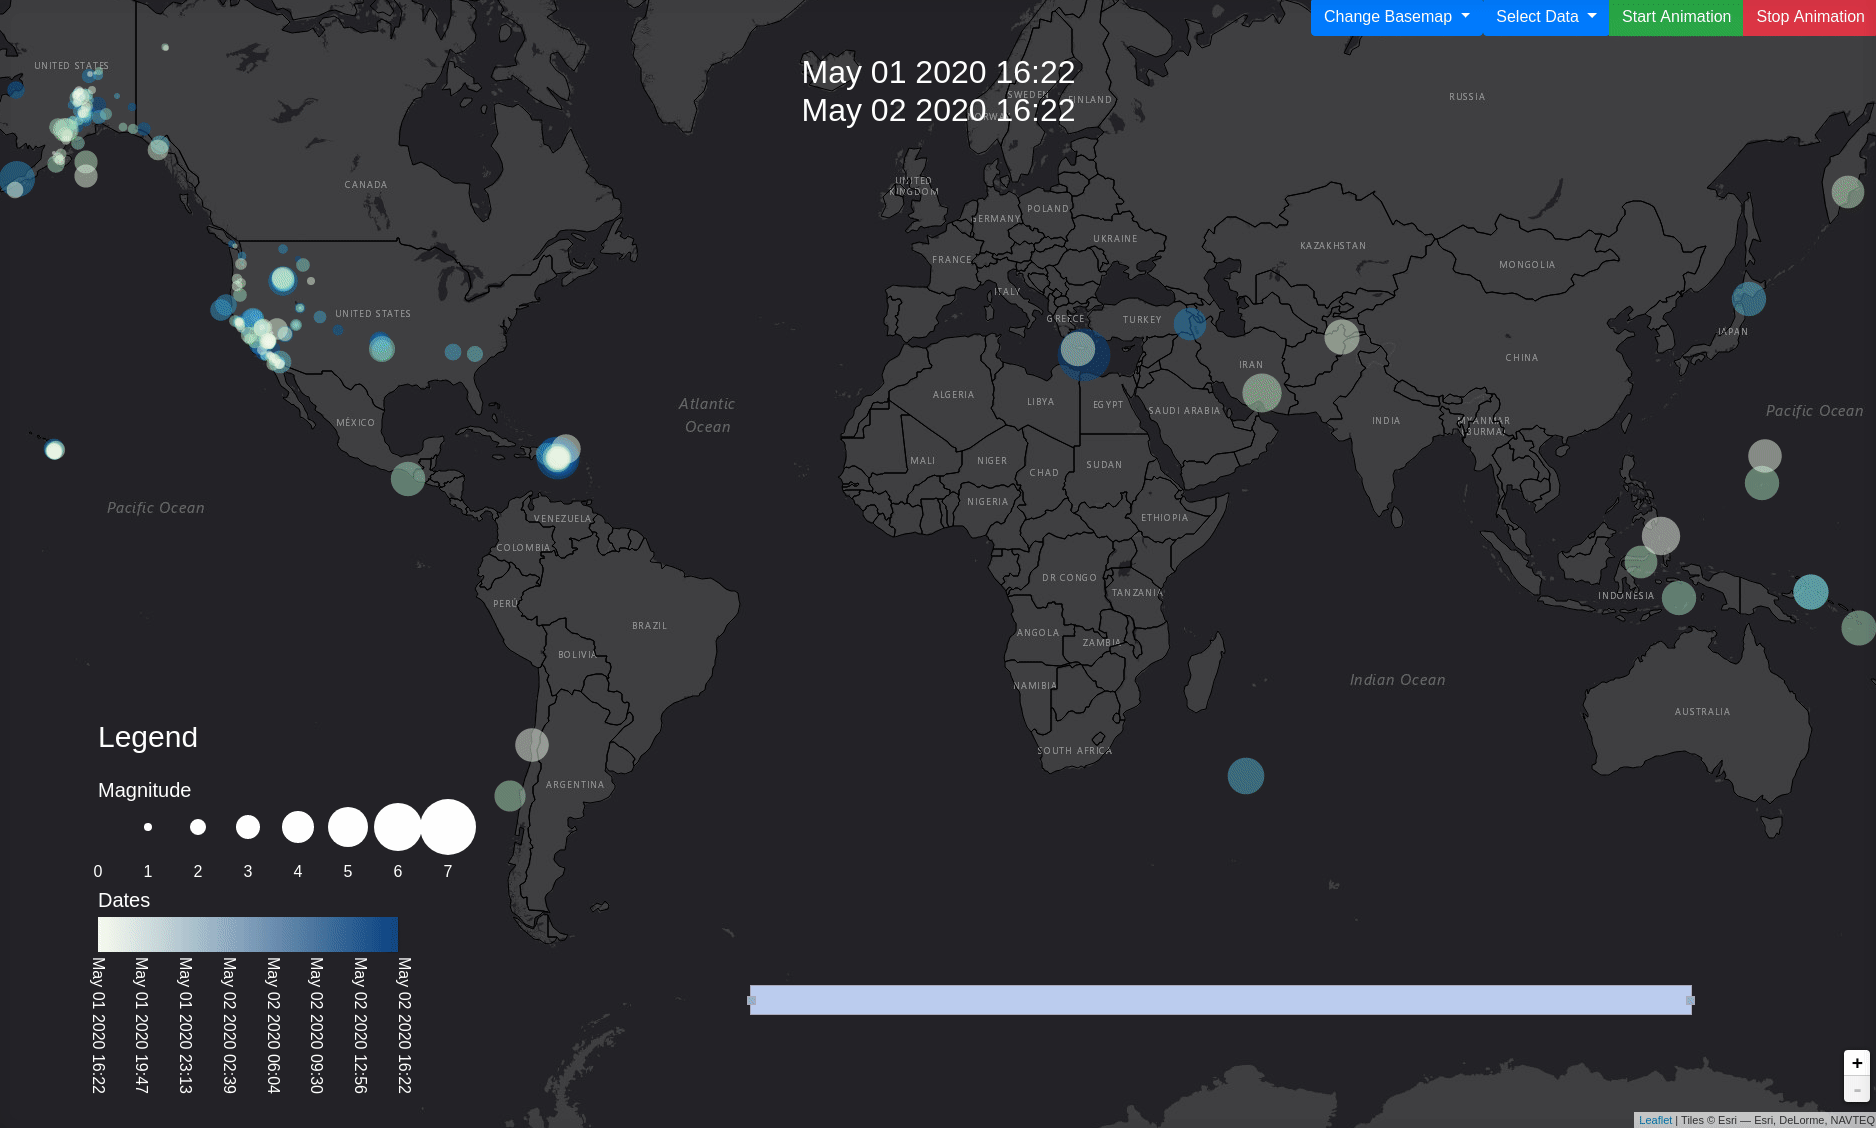 Change Basemap
Select Data
Start Animation
Stop Animation
May 01 2020 16:22
May 02 2020 16:22
UNITED STATES
SWEDEN
FINLAND
RUSSIA
CANADA
UNITED
KINGDOM
GERMANY
POLAND
UKRAINE
FRANCE
KAZAKHSTAN
MONGOLIA
ITALY
UNITED STATES
GREECE
TURKEY
JAPAN
CHINA
IRAN
ALGERIA
LIBYA
EGYPT
SAUDI ARABIA
Atlantic
Ocean
Pacific Ocean
MÉXICO
INDIA
MYANMAR
(BURMA)
MALI
NIGER
CHAD
SUDAN
NIGERIA
ETHIOPIA
Pacific Ocean
VENEZUELA
COLOMBIA
DR CONGO
TANZANIA
INDONESIA
PERÚ
BRAZIL
ANGOLA
ZAMBIA
BOLIVIA
NAMIBIA
Indian Ocean
AUSTRALIA
SOUTH AFRICA
ARGENTINA
Legend
Magnitude
0 1 2 3 4 5 6 7
Dates
May 01 2020 16:22
May 01 2020 19:47
May 01 2020 23:13
May 02 2020 02:39
May 02 2020 06:04
May 02 2020 09:30
May 02 2020 12:56
May 02 2020 16:22
+
-
Leaflet | Tiles © Esri — Esri, DeLorme, NAVTEQ